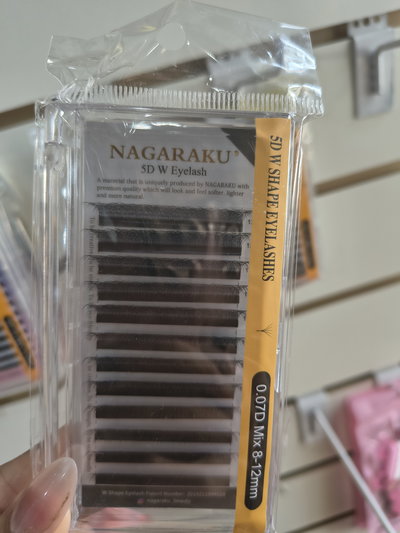 NAGARAKU®
5D W Eyelash
A material that is uniquely produced by NAGARAKU with
premium quality which will look and feel softer, lighter
and more natural
5D W SHAPE EYELASHES
0.07D Mix 8-12mm
W Shape Eyelash Patent Number:
nagaraku